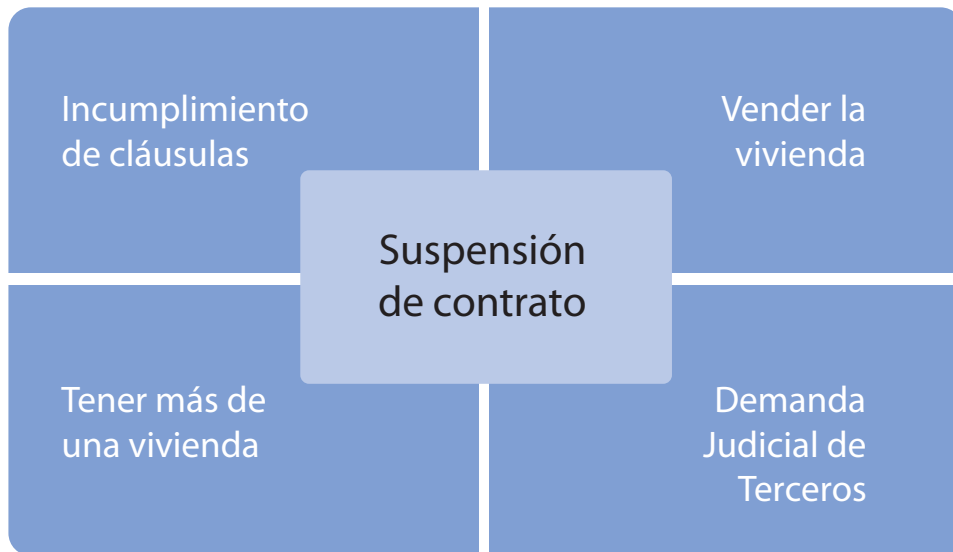 Incumplimiento
de cláusulas
Vender la
vivienda
Suspensión
de contrato
Tener más de
una vivienda
Demanda
Judicial de
Terceros